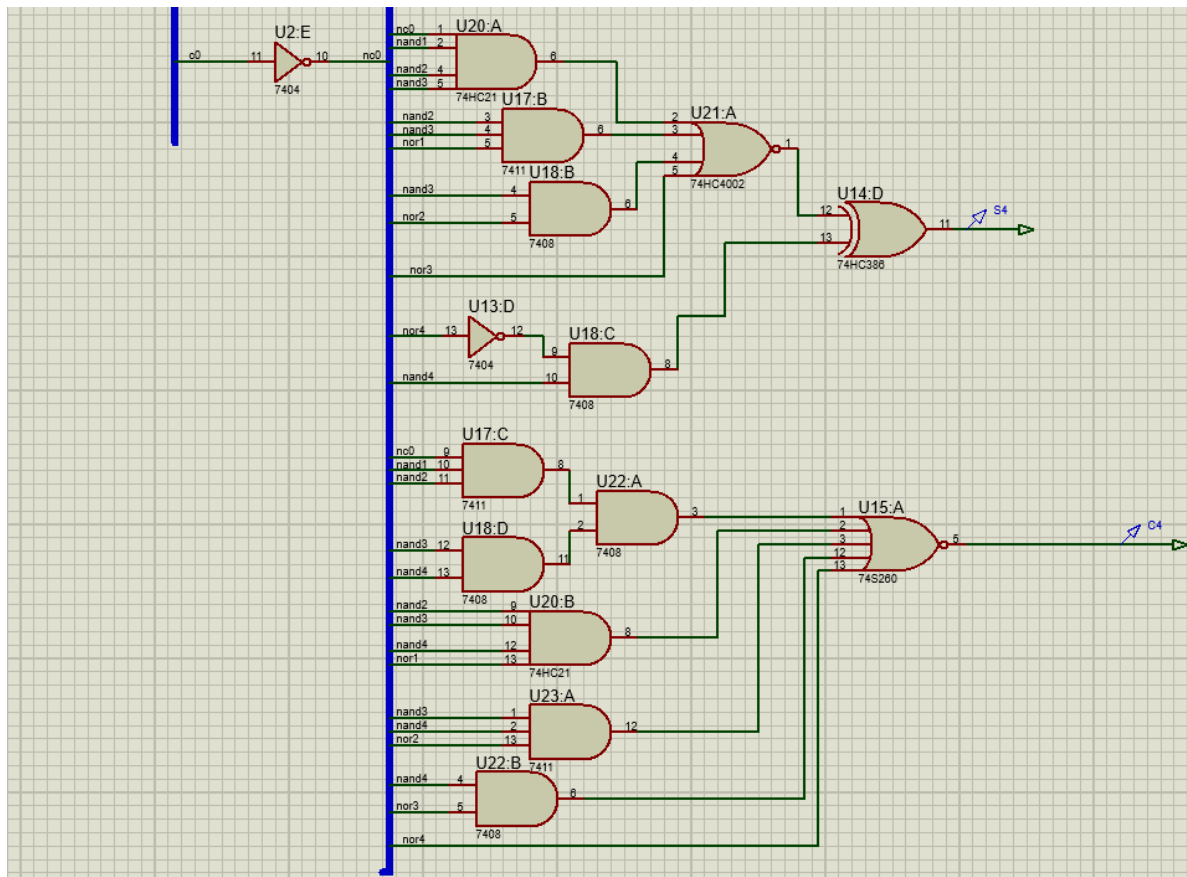 U2:E
c0 11 10 nc0
7404
nc0 1 U20:A
nand1 2
6
nand2 4
nand3 5
74HC21
U17:B
nand2 3
nand3 4 6
nor1 5
7411
U18:B
nand3 4
6
nor2 5
7408
U21:A
2
3 1
4
5
74HC4002
nor3
U14:D
12
11 S4
13
74HC386
U13:D
nor4 13 12
7404
U18:C
9
8
nand4 10
7408
U17:C
nc0 9
nand1 10 8
nand2 11
7411
U22:A
1
3
2
7408
U18:D
nand3 12
11
nand4 13
7408
U15:A
1
2
3 5 C4
12
13
74S260
U20:B
nand2 9
nand3 10
8
nand4 12
nor1 13
74HC21
U23:A
nand3 1
nand4 2 12
nor2 13
7411
U22:B
nand4 4
6
nor3 5
7408
nor4